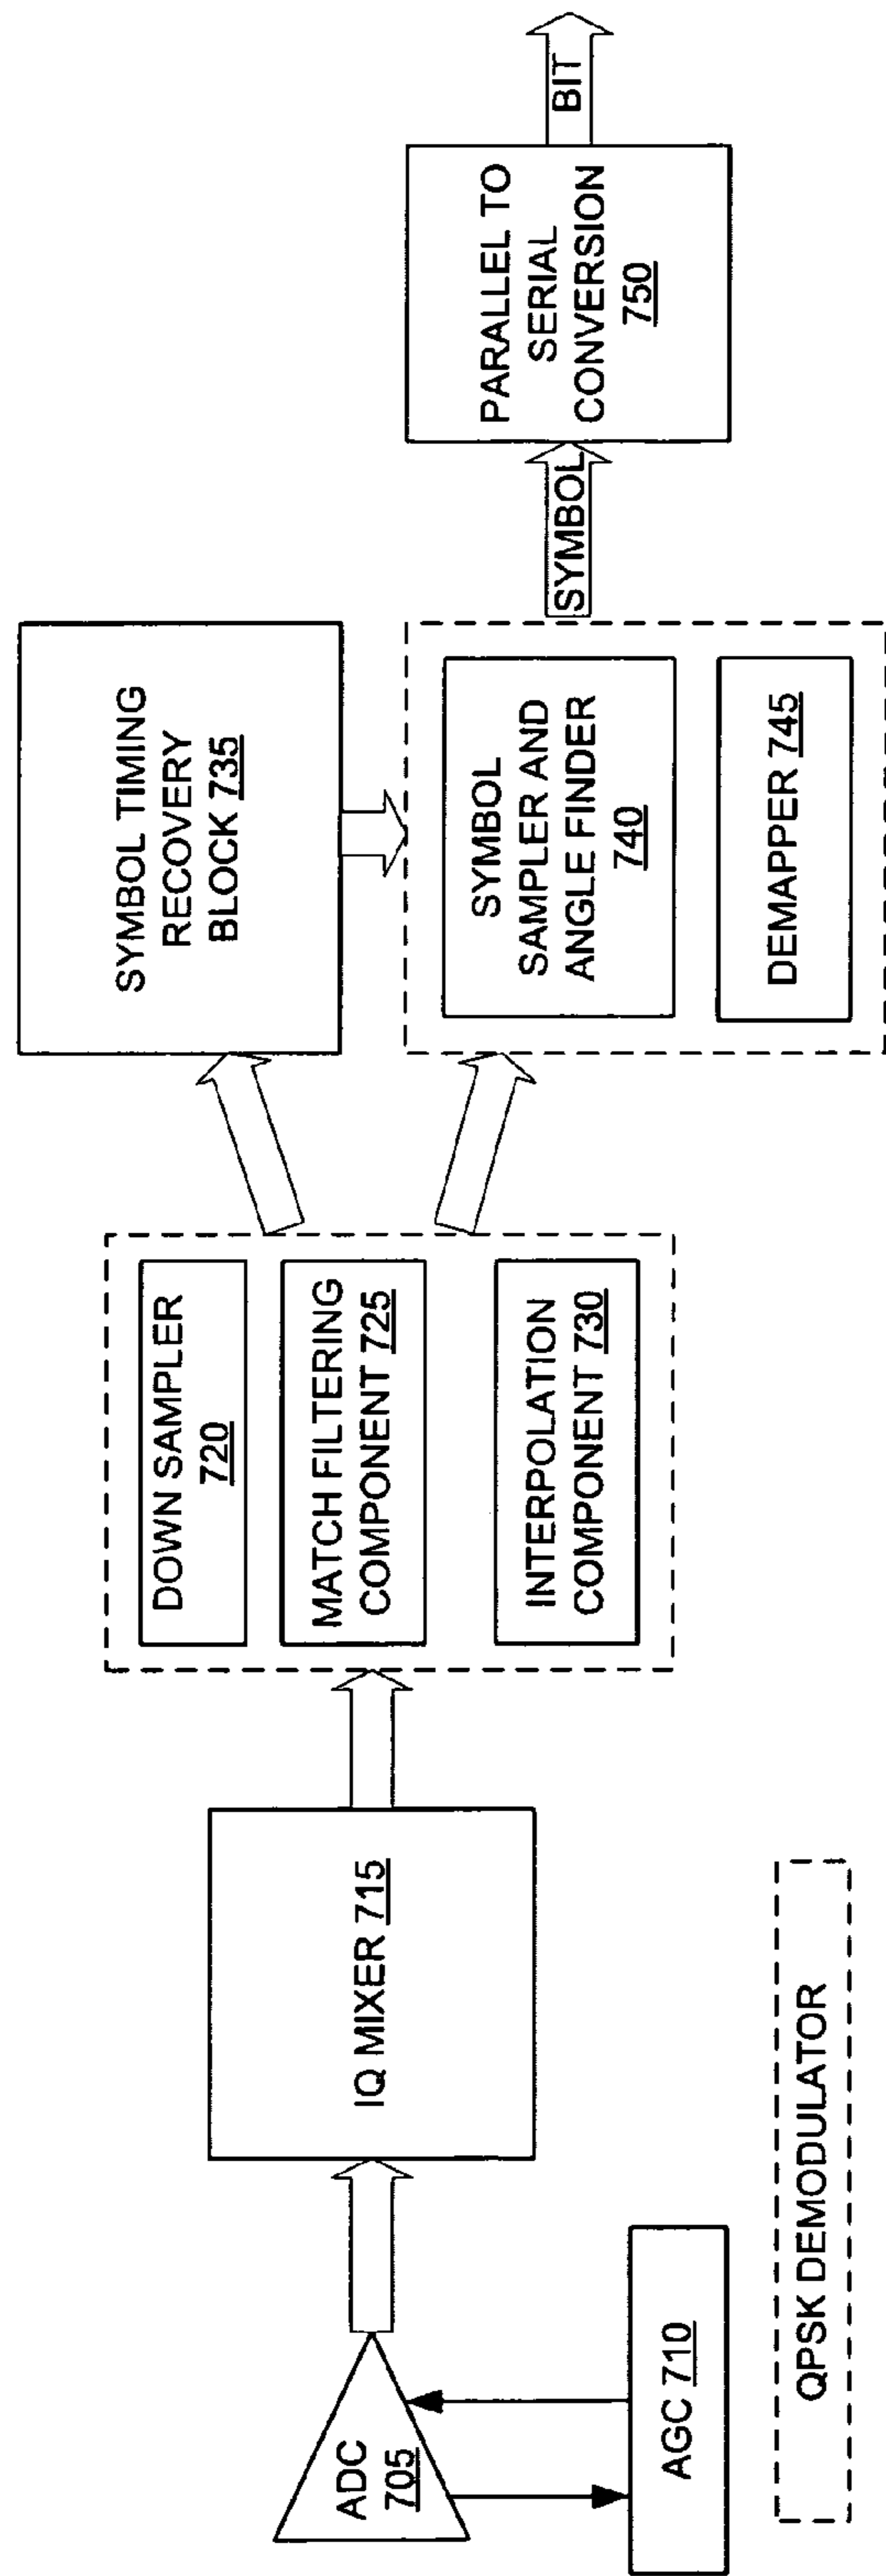 ADC
705
AGC 710
QPSK DEMODULATOR
IQ MIXER 715
DOWN SAMPLER
720
MATCH FILTERING
COMPONENT 725
INTERPOLATION
COMPONENT 730
SYMBOL TIMING
RECOVERY
BLOCK 735
SYMBOL
SAMPLER AND
ANGLE FINDER
740
DEMAPPER 745
SYMBOL
PARALLEL TO
SERIAL
CONVERSION
750
BIT